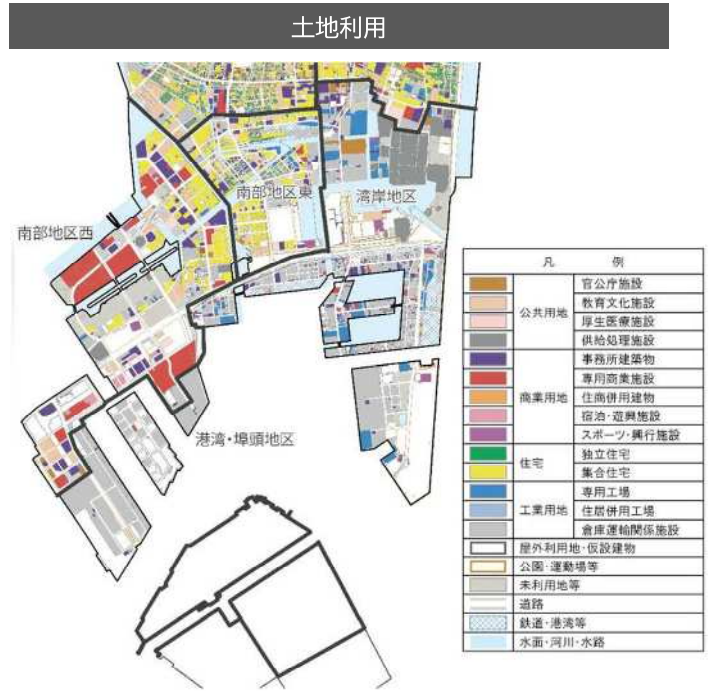 土地利用
南部地区東
湾岸地区
南部地区西
港湾・埠頭地区
凡 例
公共用地
官公庁施設
教育文化施設
厚生医療施設
供給処理施設
商業用地
事務所建築物
専用商業施設
住商併用建物
宿泊・遊興施設
スポーツ・興行施設
住宅
独立住宅
集合住宅
工業用地
専用工場
住居併用工場
倉庫運輸関係施設
屋外利用地・仮設建物
公園・運動場等
未利用地等
道路
鉄道・港湾等
水面・河川・水路